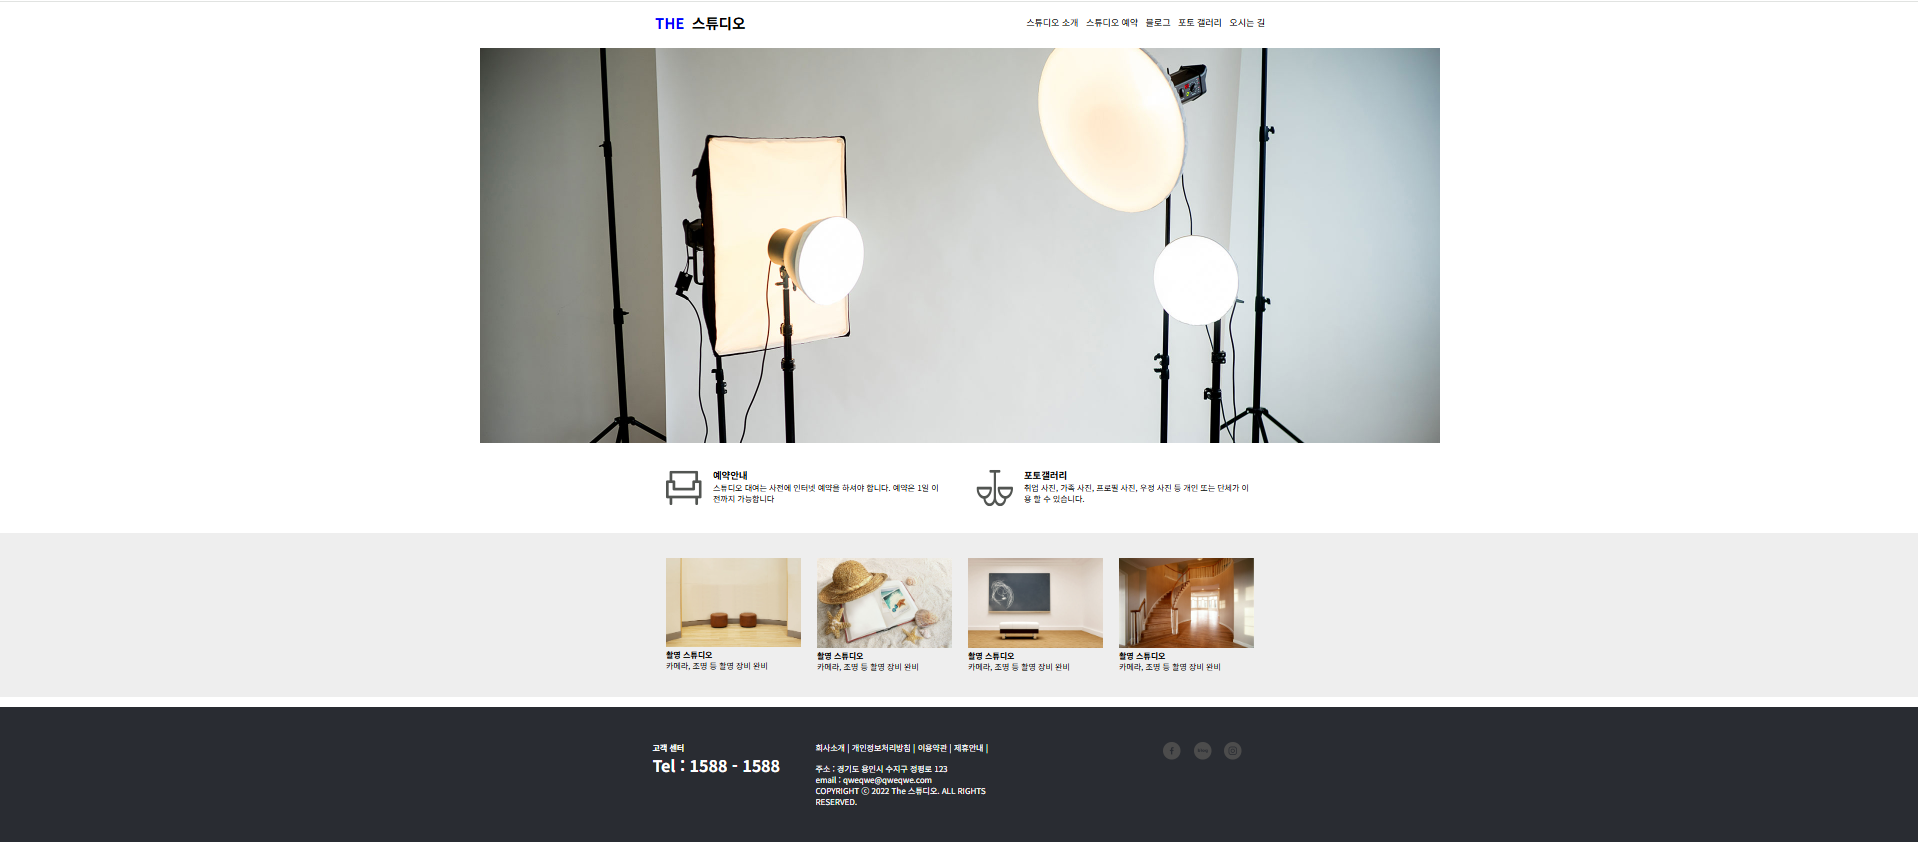 THE 스튜디오
스튜디오 소개 스튜디오 예약 블로그 포토 갤러리 오시는 길
예약안내
스튜디오 대여는 사전에 인터넷 예약을 하셔야 합니다. 예약은 1일 이
전까지 가능합니다
포토갤러리
취업 사진, 가족 사진, 프로필 사진, 우정 사진 등 개인 또는 단체가 이
용 할 수 있습니다.
촬영 스튜디오
카메라, 조명 등 촬영 장비 완비
촬영 스튜디오
카메라, 조명 등 촬영 장비 완비
촬영 스튜디오
카메라, 조명 등 촬영 장비 완비
촬영 스튜디오
카메라, 조명 등 촬영 장비 완비
고객 센터
Tel : 1588 - 1588
회사소개 | 개인정보처리방침 | 이용약관 | 제휴안내 |
주소 : 경기도 용인시 수지구 정평로 123
email : qweqwe@qweqwe.com
COPYRIGHT ⓒ 2022 The 스튜디오. ALL RIGHTS
RESERVED.
f
blog